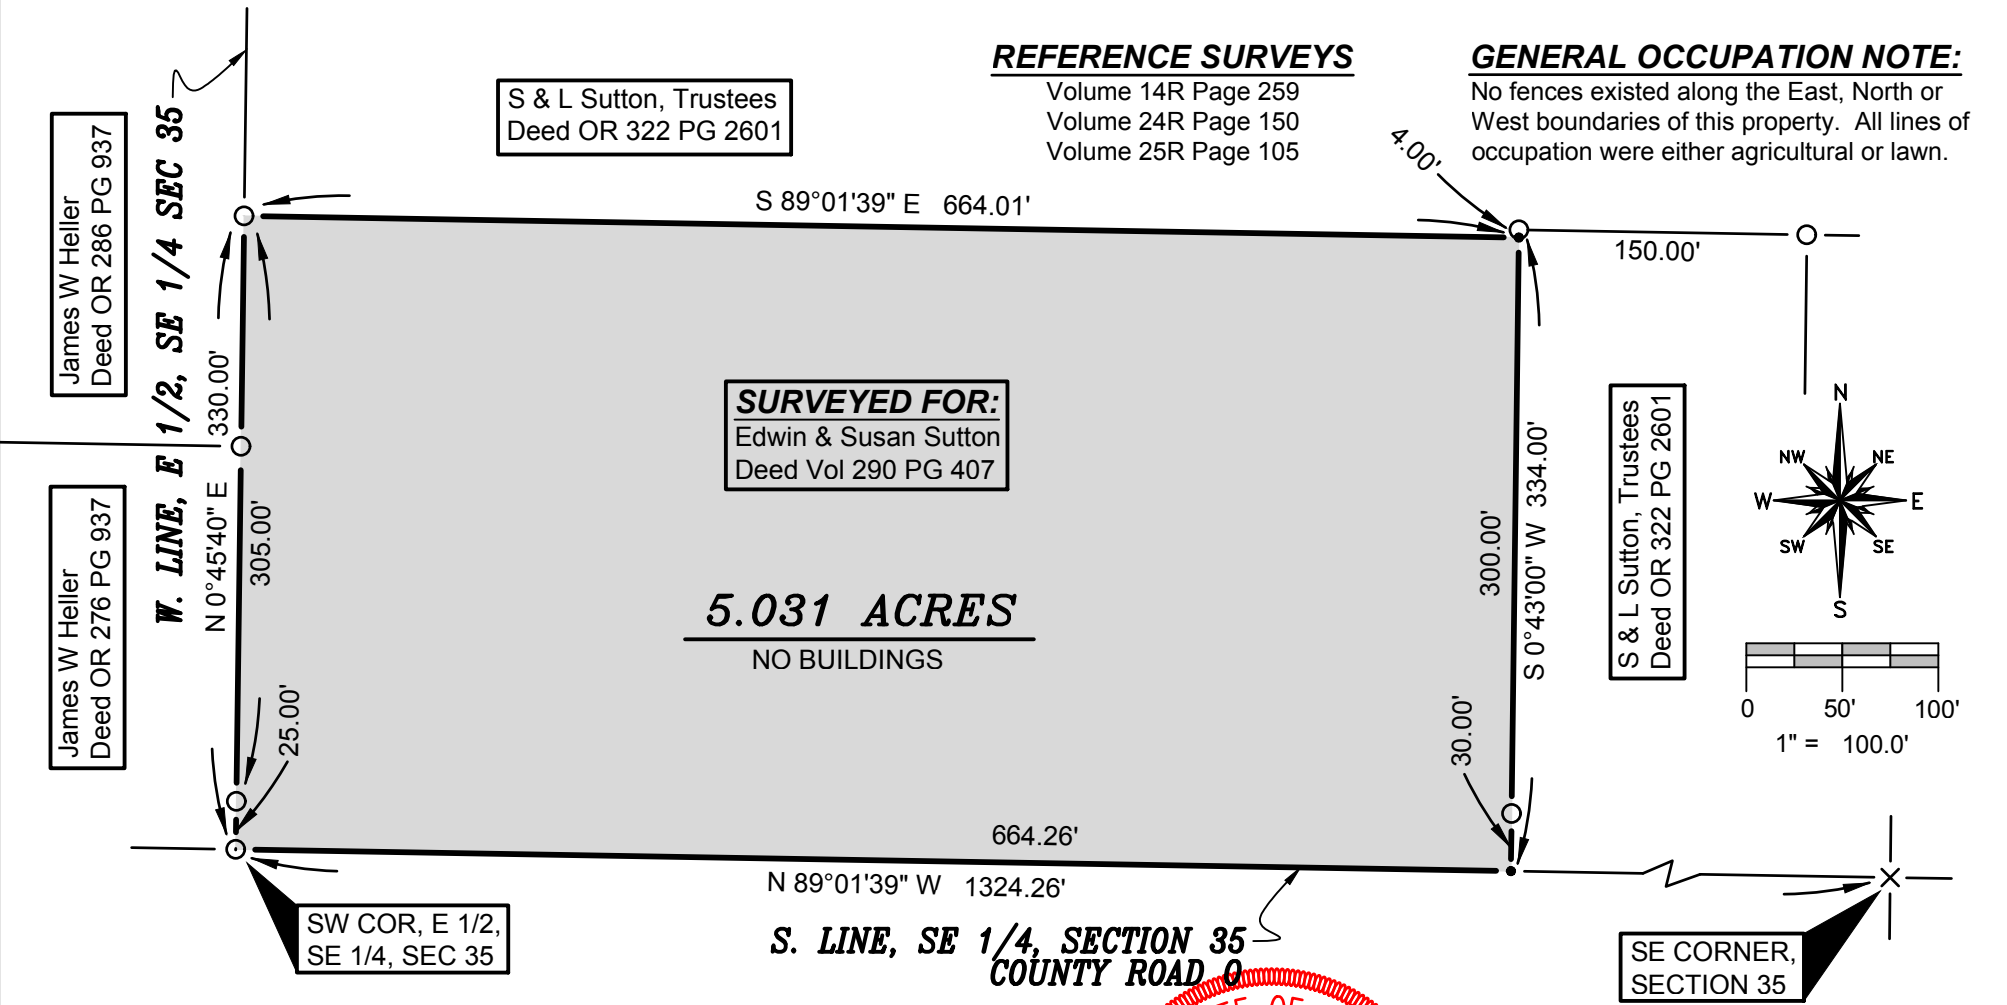 REFERENCE SURVEYS
Volume 14R Page 259
Volume 24R Page 150
Volume 25R Page 105
GENERAL OCCUPATION NOTE:
No fences existed along the East, North or
West boundaries of this property. All lines of
occupation were either agricultural or lawn.
S & L Sutton, Trustees
Deed OR 322 PG 2601
James W Heller
Deed OR 286 PG 937
W. LINE, E 1/2, SE 1/4 SEC 35
4.00'
S 89°01'39" E 664.01'
150.00'
330.00'
SURVEYED FOR:
Edwin & Susan Sutton
Deed Vol 290 PG 407
James W Heller
Deed OR 276 PG 937
N 0°45'40" E
305.00'
300.00'
S 0°43'00" W 334.00'
S & L Sutton, Trustees
Deed OR 322 PG 2601
N
NW
NE
W
E
SW
SE
S
5.031 ACRES
NO BUILDINGS
25.00'
30.00'
0 50' 100'
1" = 100.0'
664.26'
N 89°01'39" W 1324.26'
SW COR, E 1/2,
SE 1/4, SEC 35
S. LINE, SE 1/4, SECTION 35
COUNTY ROAD O
SE CORNER,
SECTION 35